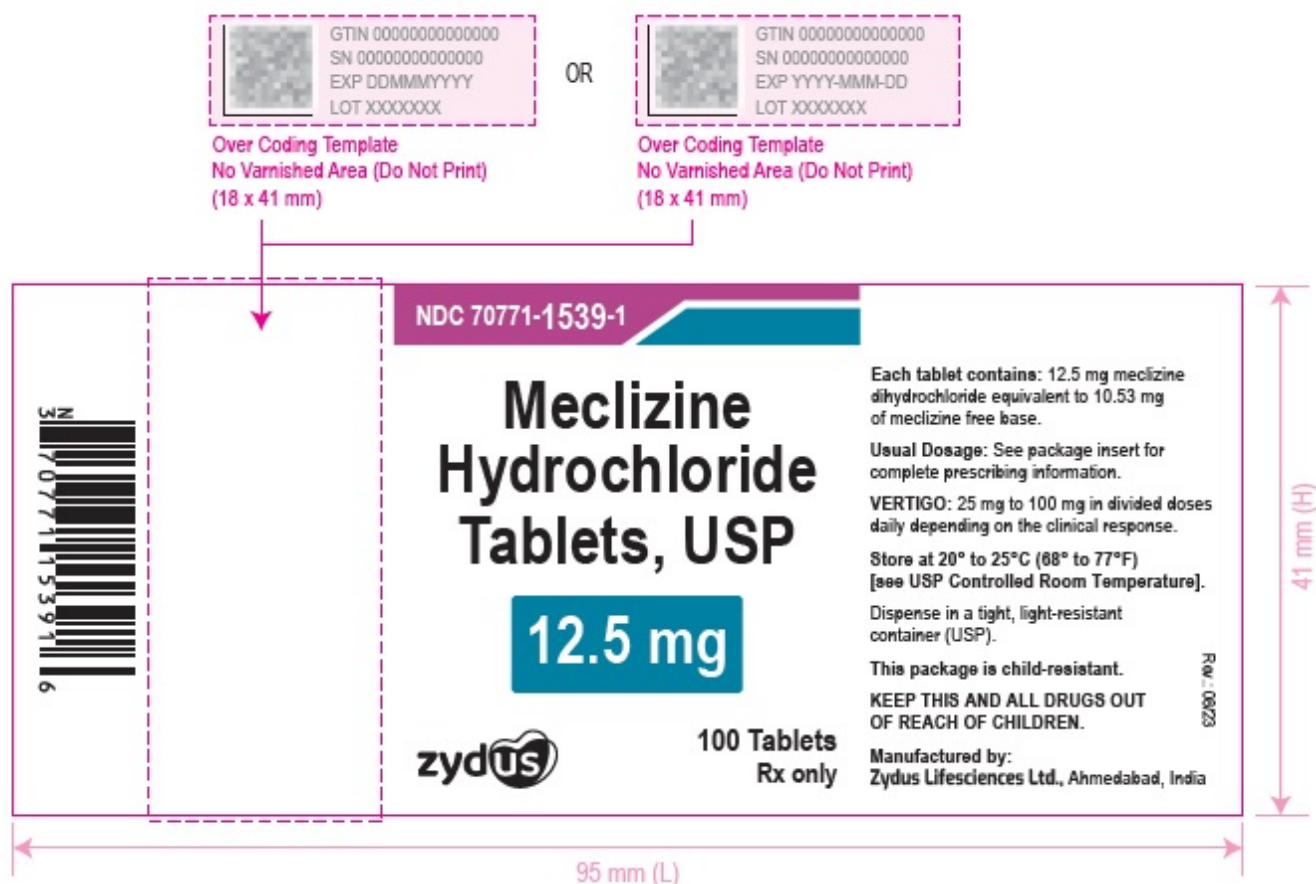 GTIN 00000000000000
SN 00000000000000
EXP DDMMMYYYY
LOT XXXXXXX
OR
GTIN 00000000000000
SN 00000000000000
EXP YYYY-MMM-DD
LOT XXXXXXX
Over Coding Template
No Varnished Area (Do Not Print)
(18 x 41 mm)
Over Coding Template
No Varnished Area (Do Not Print)
(18 x 41 mm)
N
3 70771 15391 6
NDC 70771-1539-1
Meclizine
Hydrochloride
Tablets, USP
12.5 mg
zydus
100 Tablets
Rx only
Each tablet contains: 12.5 mg meclizine
dihydrochloride equivalent to 10.53 mg
of meclizine free base.
Usual Dosage: See package insert for
complete prescribing information.
VERTIGO: 25 mg to 100 mg in divided doses
daily depending on the clinical response.
Store at 20° to 25°C (68° to 77°F)
[see USP Controlled Room Temperature].
Dispense in a tight, light-resistant
container (USP).
This package is child-resistant.
KEEP THIS AND ALL DRUGS OUT
OF REACH OF CHILDREN.
Manufactured by:
Zydus Lifesciences Ltd., Ahmedabad, India
Rev.: 06/23
41 mm (H)
95 mm (L)